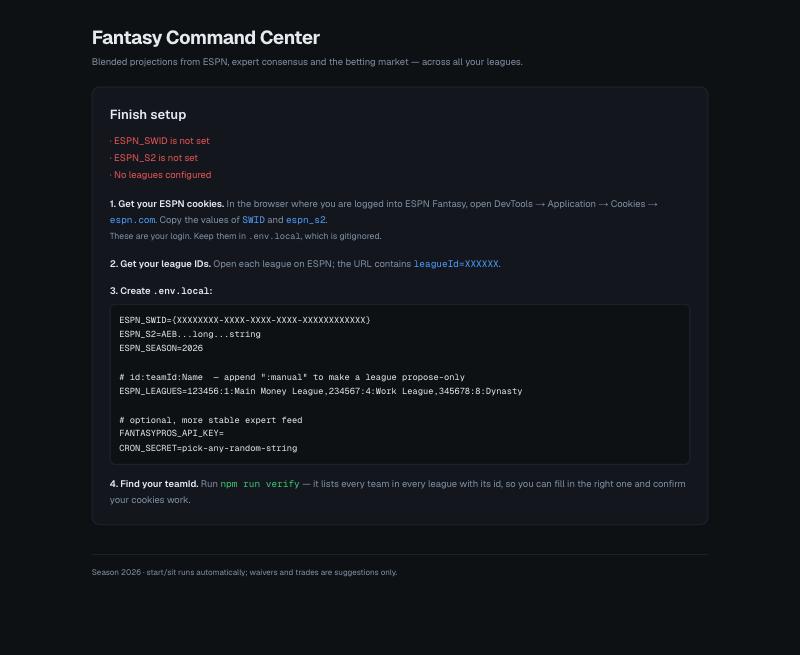 Fantasy Command Center
Blended projections from ESPN, expert consensus and the betting market — across all your leagues.
Finish setup
· ESPN_SWID is not set
· ESPN_S2 is not set
· No leagues configured
1. Get your ESPN cookies. In the browser where you are logged into ESPN Fantasy, open DevTools → Application → Cookies →
espn.com. Copy the values of SWID and espn_s2.
These are your login. Keep them in .env.local, which is gitignored.
2. Get your league IDs. Open each league on ESPN; the URL contains leagueId=XXXXXX.
3. Create .env.local:
ESPN_SWID={XXXXXXXX-XXXX-XXXX-XXXX-XXXXXXXXXXXX}
ESPN_S2=AEB...long...string
ESPN_SEASON=2026
# id:teamId:Name  — append ":manual" to make a league propose-only
ESPN_LEAGUES=123456:1:Main Money League,234567:4:Work League,345678:8:Dynasty
# optional, more stable expert feed
FANTASYPROS_API_KEY=
CRON_SECRET=pick-any-random-string
4. Find your teamId. Run npm run verify — it lists every team in every league with its id, so you can fill in the right one and confirm
your cookies work.
Season 2026 · start/sit runs automatically; waivers and trades are suggestions only.